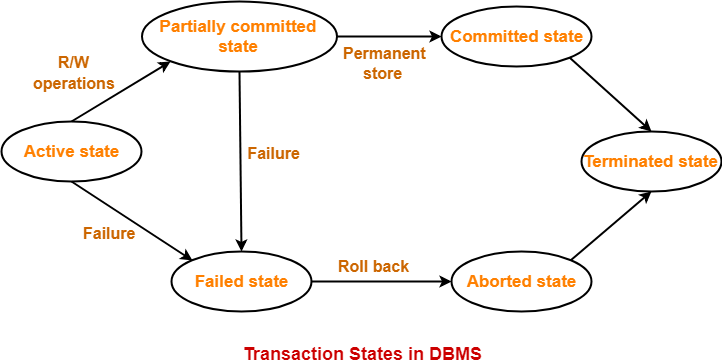 Partially committed
state
Committed state
R/W
operations
Permanent
store
Active state
Failure
Terminated state
Failure
Failed state
Roll back
Aborted state
Transaction States in DBMS